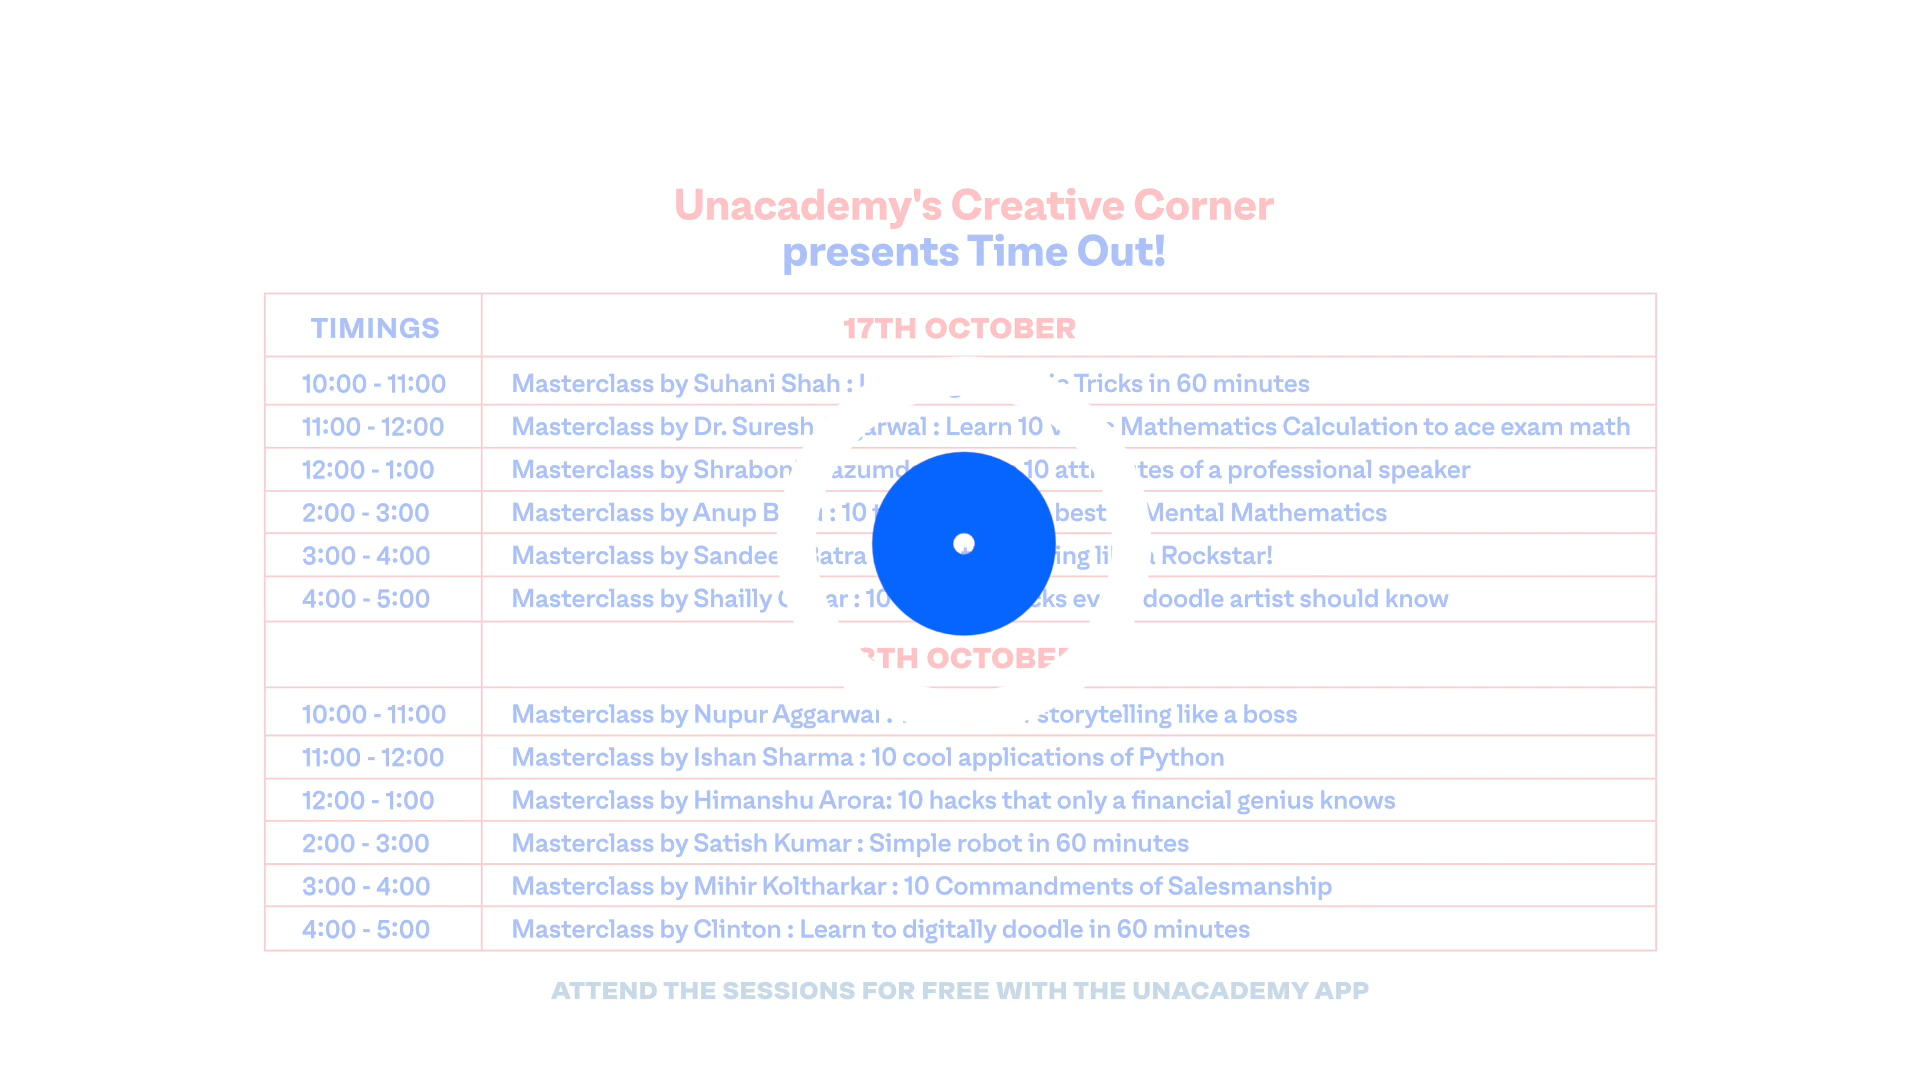 Unacademy's Creative Corner
presents Time Out!
TIMINGS 17TH OCTOBER
10:00 - 11:00 Masterclass by Suhani Shah : Tricks in 60 minutes
11:00 - 12:00 Masterclass by Dr. Suresh : Learn 10 Mathematics Calculation to ace exam math
12:00 - 1:00 Masterclass by 10 of a professional speaker
2:00 - 3:00 Masterclass by Anup : 10 best Mental Mathematics
3:00 - 4:00 Masterclass by Batra Rockstar!
4:00 - 5:00 Masterclass by Shailly : 10 doodle artist should know
OCTOBER
10:00 - 11:00 Masterclass by Nupur Aggarwal : storytelling like a boss
11:00 - 12:00 Masterclass by Ishan Sharma : 10 cool applications of Python
12:00 - 1:00 Masterclass by Himanshu Arora: 10 hacks that only a financial genius knows
2:00 - 3:00 Masterclass by Satish Kumar : Simple robot in 60 minutes
3:00 - 4:00 Masterclass by Mihir Koltharkar : 10 Commandments of Salesmanship
4:00 - 5:00 Masterclass by Clinton : Learn to digitally doodle in 60 minutes
ATTEND THE SESSIONS FOR FREE WITH THE UNACADEMY APP